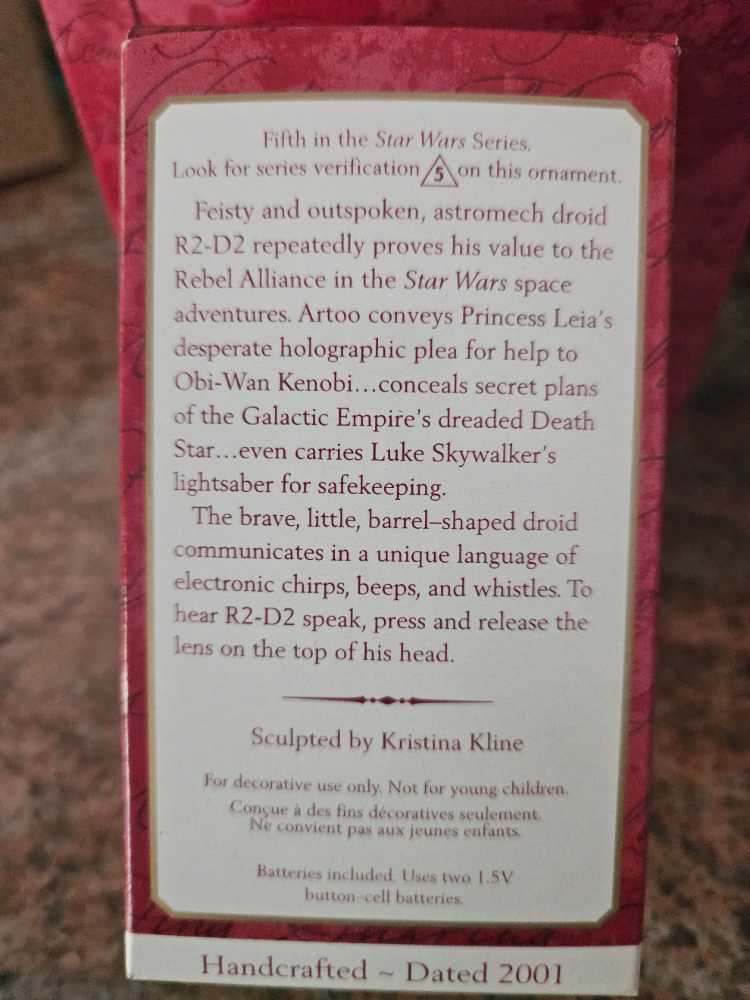 Fifth in the Star Wars Series.
Look for series verification 5 on this ornament.
Feisty and outspoken, astromech droid
R2-D2 repeatedly proves his value to the
Rebel Alliance in the Star Wars space
adventures. Artoo conveys Princess Leia's
desperate holographic plea for help to
Obi-Wan Kenobi...conceals secret plans
of the Galactic Empire's dreaded Death
Star...even carries Luke Skywalker's
lightsaber for safekeeping.
The brave, little, barrel–shaped droid
communicates in a unique language of
electronic chirps, beeps, and whistles. To
hear R2-D2 speak, press and release the
lens on the top of his head.
Sculpted by Kristina Kline
For decorative use only. Not for young children.
Conçue à des fins décoratives seulement.
Ne convient pas aux jeunes enfants.
Batteries included. Uses two 1.5V
button–cell batteries.
Handcrafted ~ Dated 2001